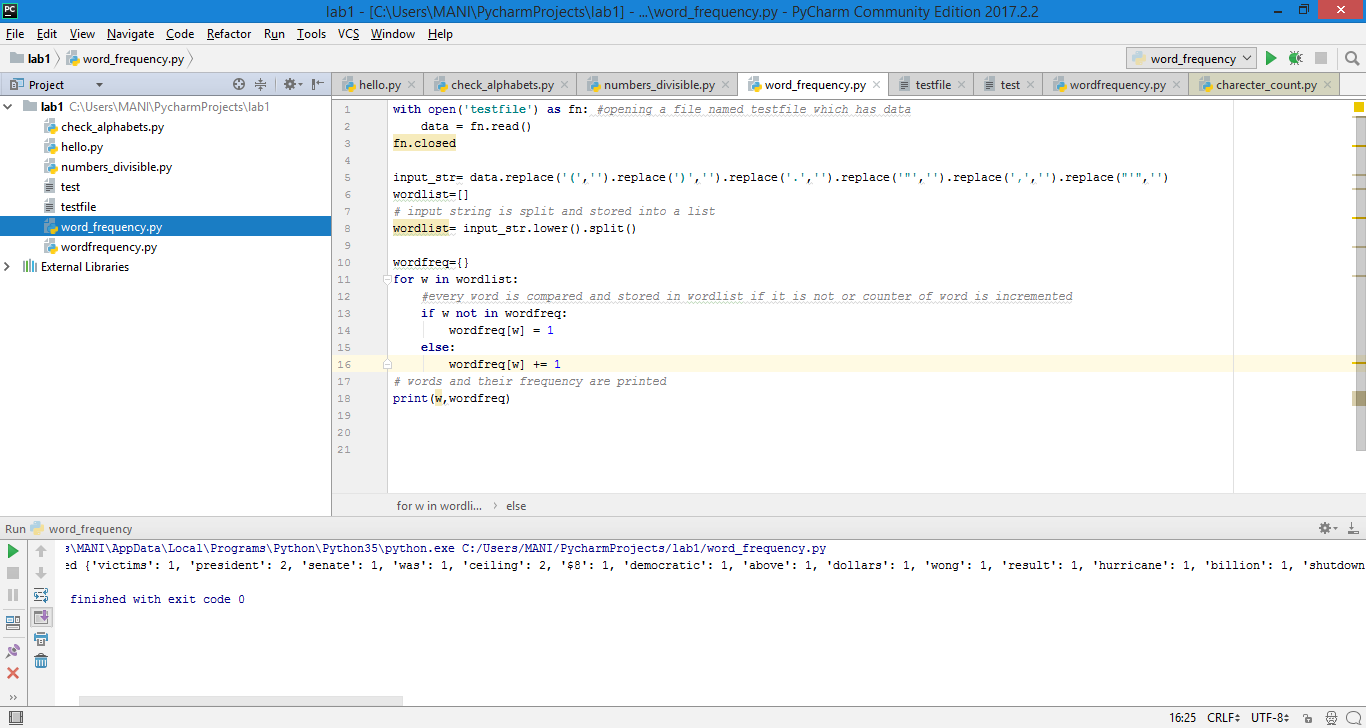 PC
lab1 - [C:\Users\MANI\PycharmProjects\lab1] - ...\word_frequency.py - PyCharm Community Edition 2017.2.2
File Edit View Navigate Code Refactor Run Tools VCS Window Help
lab1 word_frequency.py word_frequency
Project hello.py check_alphabets.py numbers_divisible.py word_frequency.py testfile test wordfrequency.py charecter_count.py
lab1 C:\Users\MANI\PycharmProjects\lab1
check_alphabets.py
hello.py
numbers_divisible.py
test
testfile
word_frequency.py
wordfrequency.py
External Libraries
1 with open('testfile') as fn: #opening a file named testfile which has data
2 data = fn.read()
3 fn.closed
4
5 input_str= data.replace('(','').replace(')','').replace('.','').replace('"','').replace(',','').replace("'",'')
6 wordlist=[]
7 # input string is split and stored into a list
8 wordlist= input_str.lower().split()
9
10 wordfreq={}
11 for w in wordlist:
12 #every word is compared and stored in wordlist if it is not or counter of word is incremented
13 if w not in wordfreq:
14 wordfreq[w] = 1
15 else:
16 wordfreq[w] += 1
17 # words and their frequency are printed
18 print(w,wordfreq)
19
20
21
for w in wordli... › else
Run word_frequency
s\MANI\AppData\Local\Programs\Python\Python35\python.exe C:/Users/MANI/PycharmProjects/lab1/word_frequency.py
ed {'victims': 1, 'president': 2, 'senate': 1, 'was': 1, 'ceiling': 2, '$8': 1, 'democratic': 1, 'above': 1, 'dollars': 1, 'wong': 1, 'result': 1, 'hurricane': 1, 'billion': 1, 'shutdown
finished with exit code 0
16:25 CRLF UTF-8